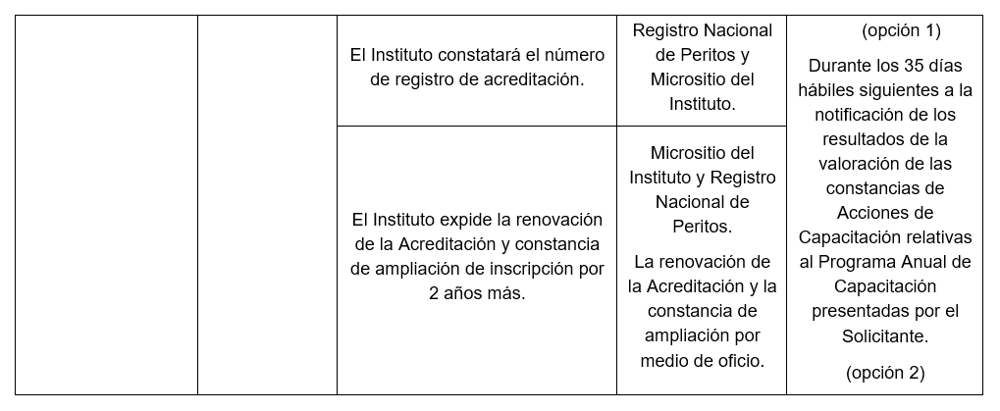 El Instituto constatará el número
de registro de acreditación.
Registro Nacional
de Peritos y
Micrositio del
Instituto.
El Instituto expide la renovación
de la Acreditación y constancia
de ampliación de inscripción por
2 años más.
Micrositio del
Instituto y Registro
Nacional de
Peritos.
La renovación de
la Acreditación y la
constancia de
ampliación por
medio de oficio.
(opción 1)
Durante los 35 días
hábiles siguientes a la
notificación de los
resultados de la
valoración de las
constancias de
Acciones de
Capacitación relativas
al Programa Anual de
Capacitación
presentadas por el
Solicitante.
(opción 2)